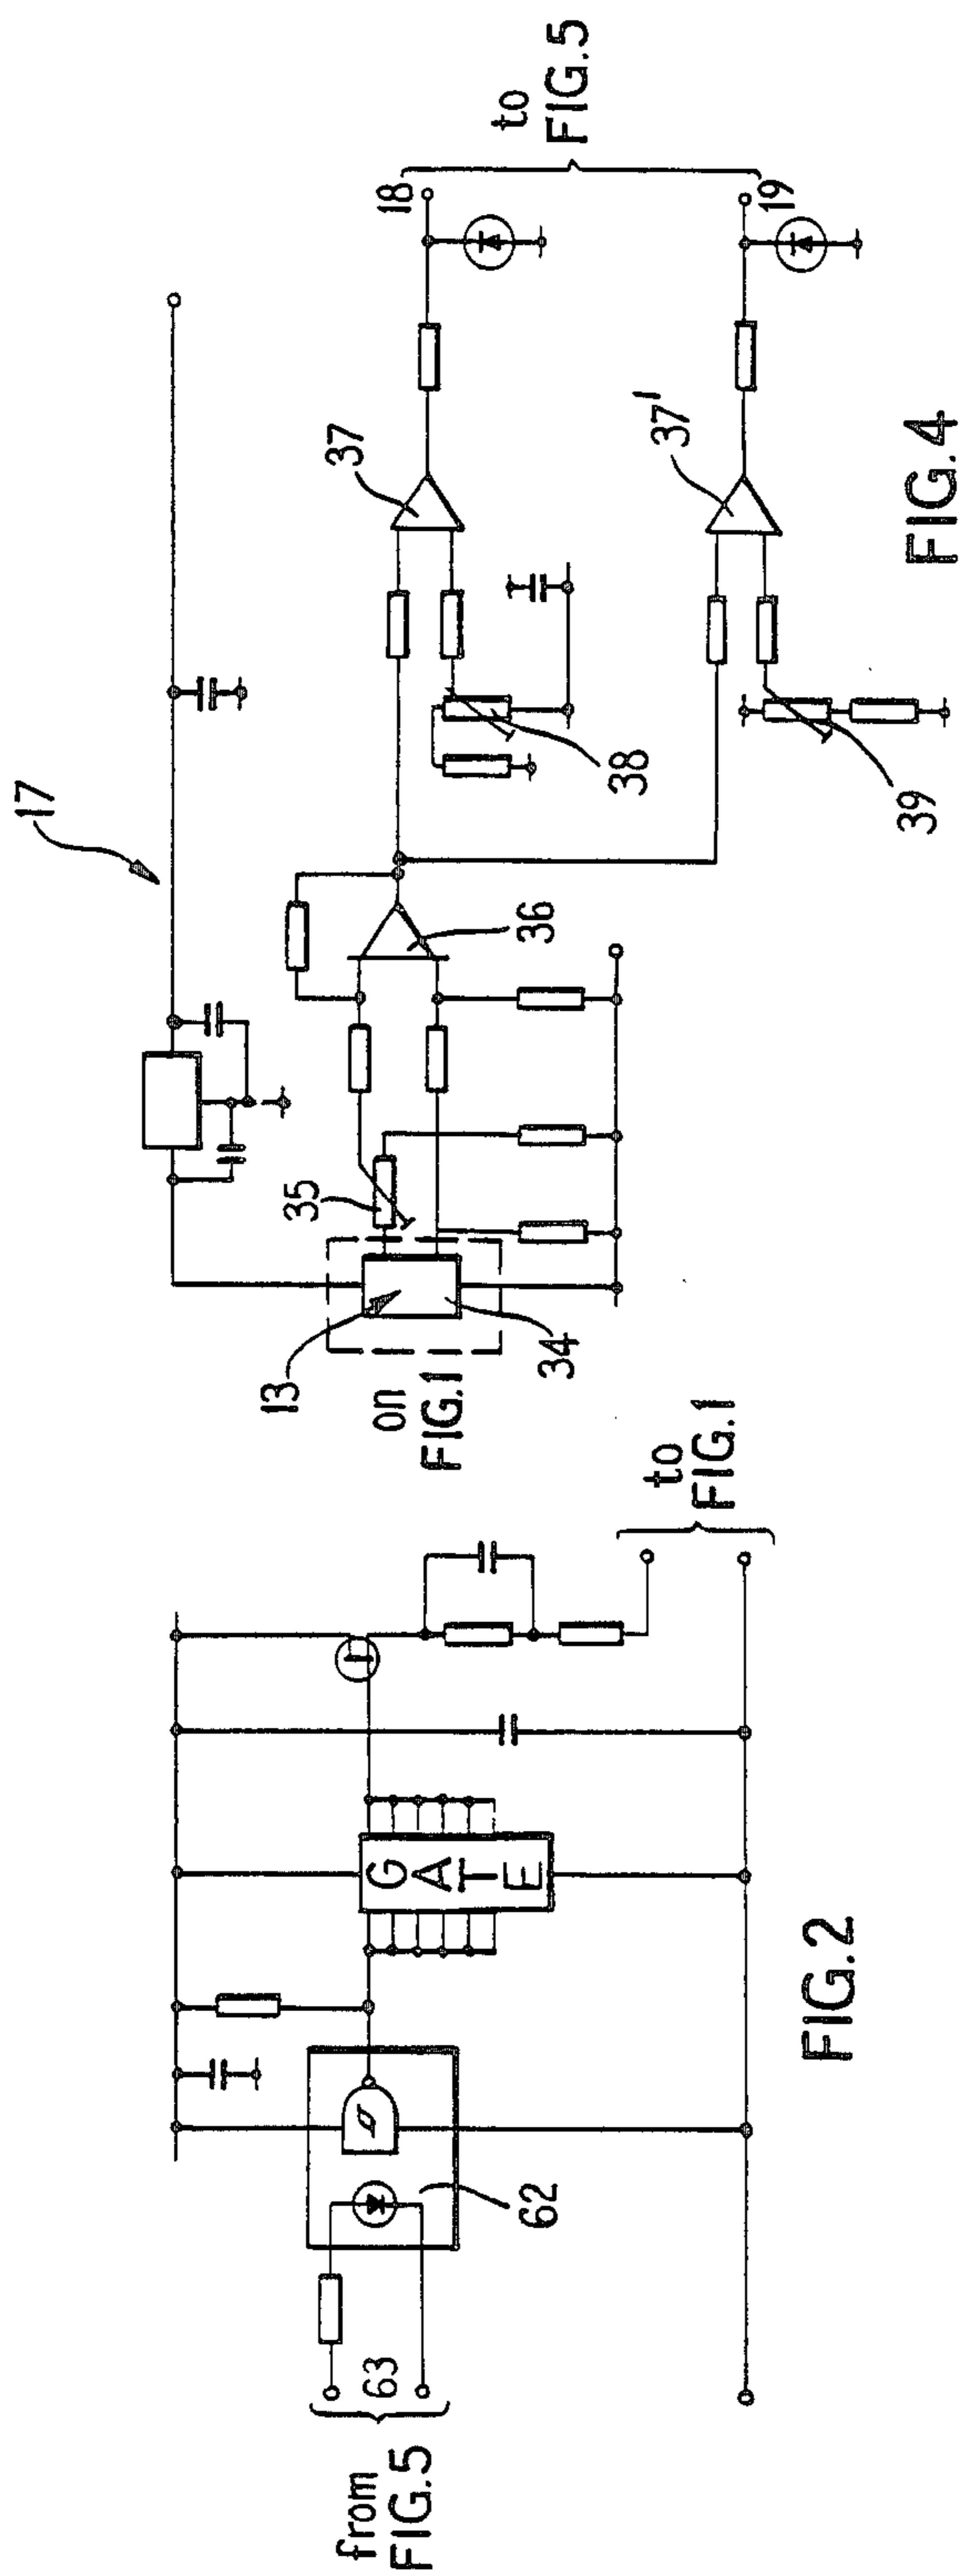 from
FIG.5
63
62
GATE
to
FIG.1
FIG.2
17
on
FIG.1
13
34
35
36
37
38
37'
39
18
19
to
FIG.5
FIG.4